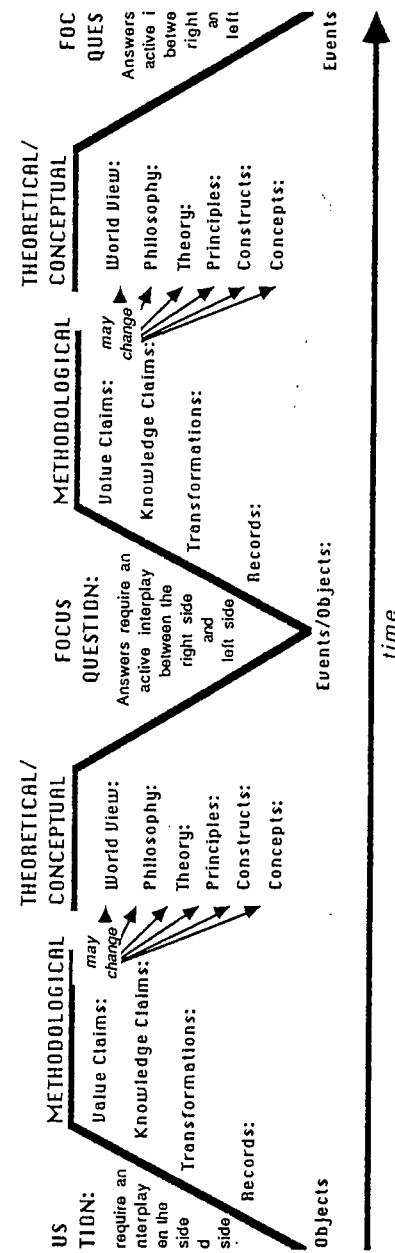 US
TION:
require an
nterplay
en the
side
d
side
Objects
METHODOLOGICAL
Value Claims:
Knowledge Claims:
Transformations:
Records:
may
change
THEORETICAL/
CONCEPTUAL
World View:
Philosophy:
Theory:
Principles:
Constructs:
Concepts:
FOCUS
QUESTION:
Answers require an
active interplay
between the
right side
and
left side
Events/Objects:
METHODOLOGICAL
Value Claims:
Knowledge Claims:
Transformations:
Records:
may
change
THEORETICAL/
CONCEPTUAL
World View:
Philosophy:
Theory:
Principles:
Constructs:
Concepts:
FOC
QUES
Answers
active i
betwe
right
an
left
Events
time